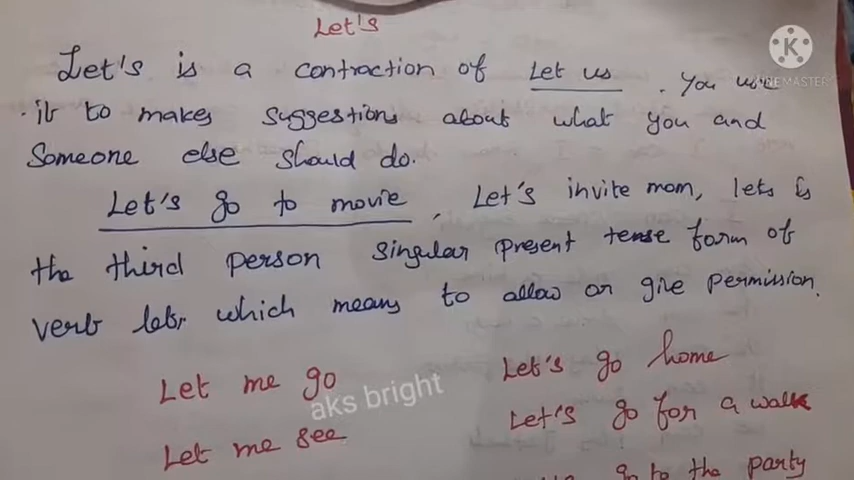 Let's
Let's is a contraction of Let us. You use
it to makes suggestions about what you and
Someone else should do.
Let's go to movie, Let's invite mom, lets is
the third person singular present tense form of
verb let, which means to allow or give permission.
Let me go
Let me see
Let's go home
Let's go for a walk
go to the party
aks bright
K
KINEMASTER